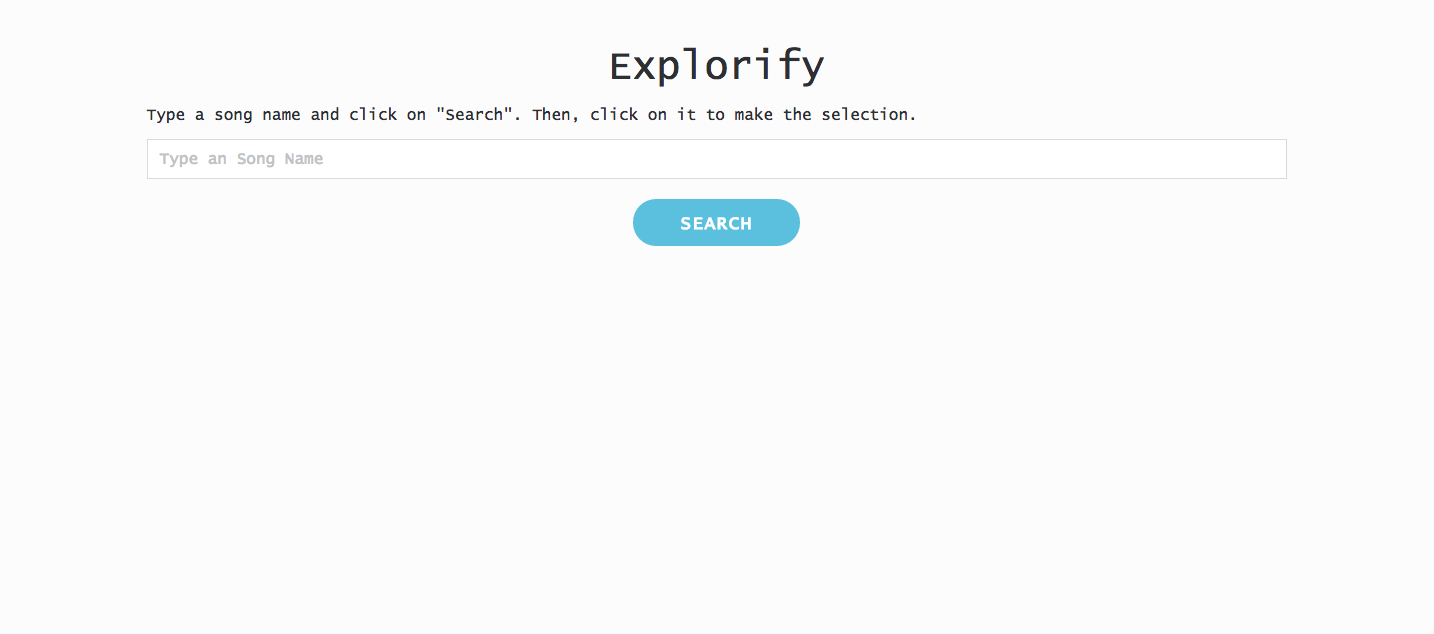 Explorify
Type a song name and click on "Search". Then, click on it to make the selection.
Type an Song Name
SEARCH